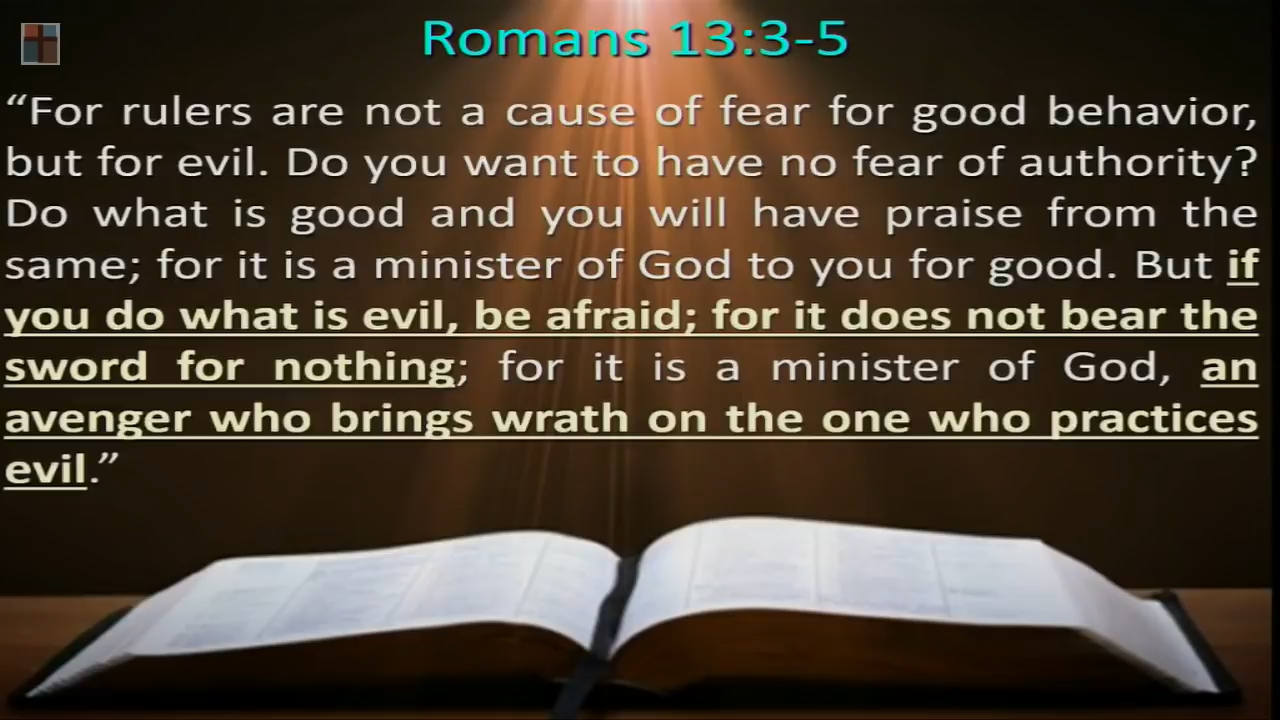 Romans 13:3-5
“For rulers are not a cause of fear for good behavior,
but for evil. Do you want to have no fear of authority?
Do what is good and you will have praise from the
same; for it is a minister of God to you for good. But if
you do what is evil, be afraid; for it does not bear the
sword for nothing; for it is a minister of God, an
avenger who brings wrath on the one who practices
evil.”